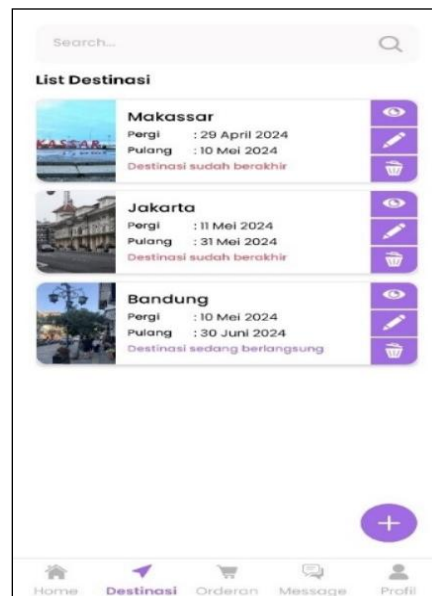 Search...
List Destinasi
KASSAR
Makassar
Pergi : 29 April 2024
Pulang : 10 Mei 2024
Destinasi sudah berakhir
Jakarta
Pergi : 11 Mei 2024
Pulang : 31 Mei 2024
Destinasi sudah berakhir
Bandung
Pergi : 10 Mei 2024
Pulang : 30 Juni 2024
Destinasi sedang berlangsung
Home Destinasi Orderan Message Profil